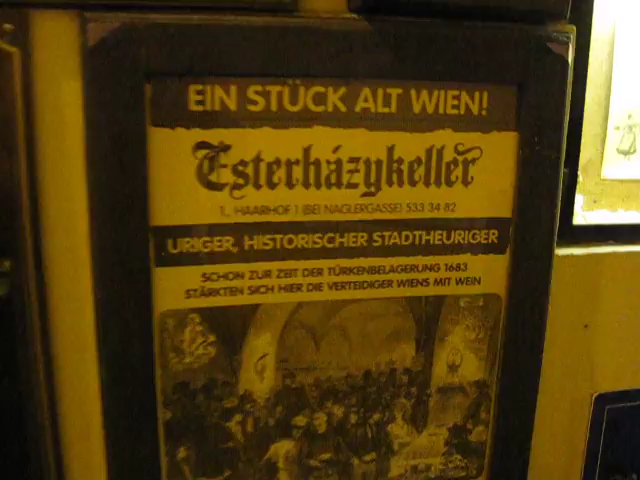 EIN STÜCK ALT WIEN!
Esterházykeller
1., HAARHOF 1 (BEI NAGLERGASSE) 533 34 82
URIGER, HISTORISCHER STADTHEURIGER
SCHON ZUR ZEIT DER TÜRKENBELAGERUNG 1683
STÄRKTEN SICH HIER DIE VERTEIDIGER WIENS MIT WEIN